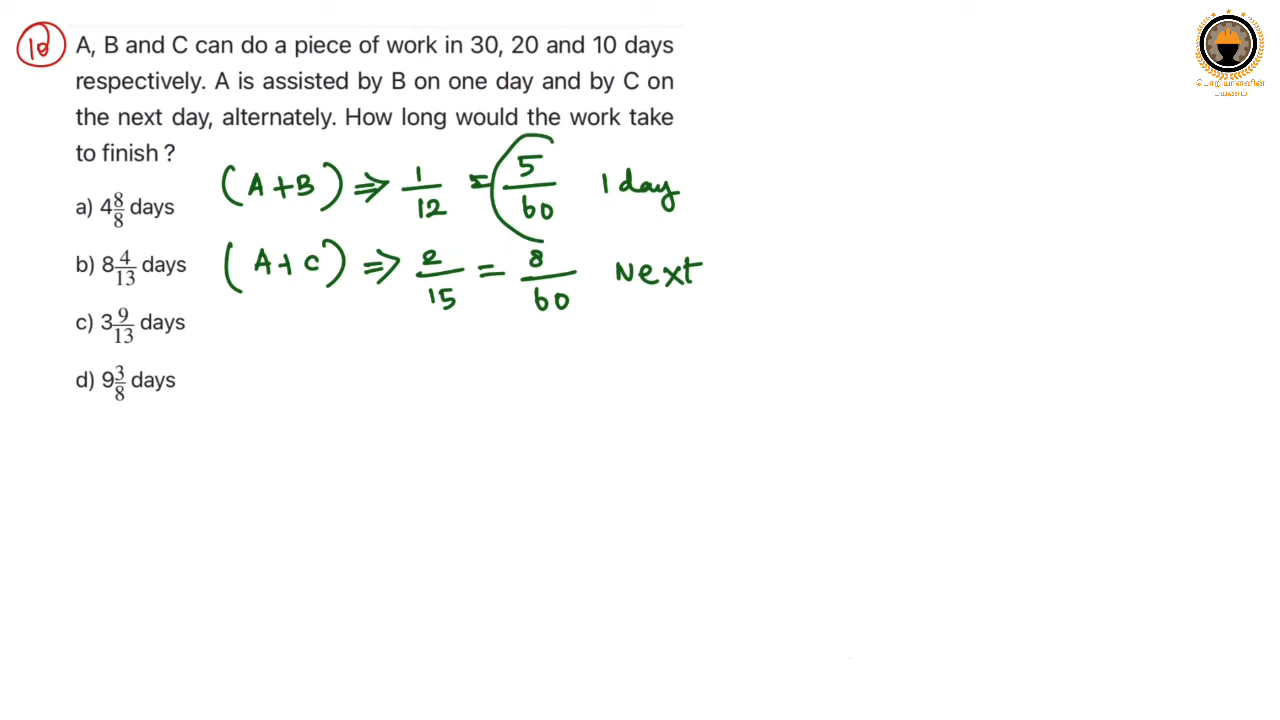 10
A, B and C can do a piece of work in 30, 20 and 10 days
respectively. A is assisted by B on one day and by C on
the next day, alternately. How long would the work take
to finish ?
(A+B) ⇒ 1/12 = 5/60 1 day
a) 4 8/8 days
(A+C) ⇒ 2/15 = 8/60 Next
b) 8 4/13 days
c) 3 9/13 days
d) 9 3/8 days
பொறியாளனின்
பயணம்